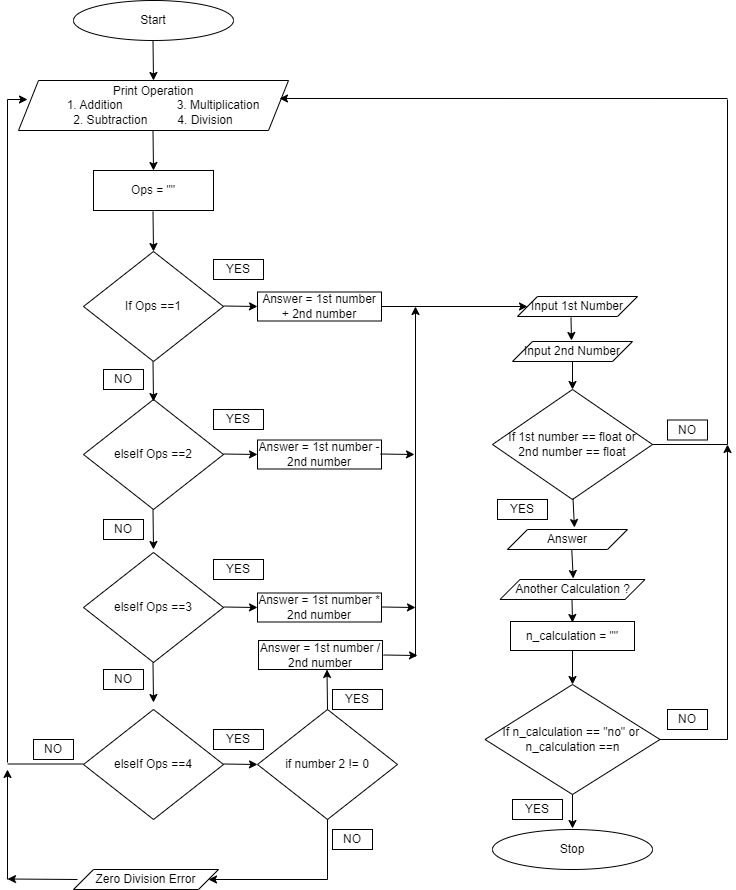 Start
Print Operation
1. Addition 3. Multiplication
2. Subtraction 4. Division
Ops = ""
YES
If Ops ==1
Answer = 1st number
+ 2nd number
NO
YES
elseIf Ops ==2
Answer = 1st number -
2nd number
NO
YES
elseIf Ops ==3
Answer = 1st number *
2nd number
Answer = 1st number /
2nd number
NO
YES
NO
YES
elseIf Ops ==4
if number 2 != 0
NO
Zero Division Error
Input 1st Number
Input 2nd Number
If 1st number == float or
2nd number == float
NO
YES
Answer
Another Calculation ?
n_calculation = ""
If n_calculation == "no" or
n_calculation ==n
NO
YES
Stop